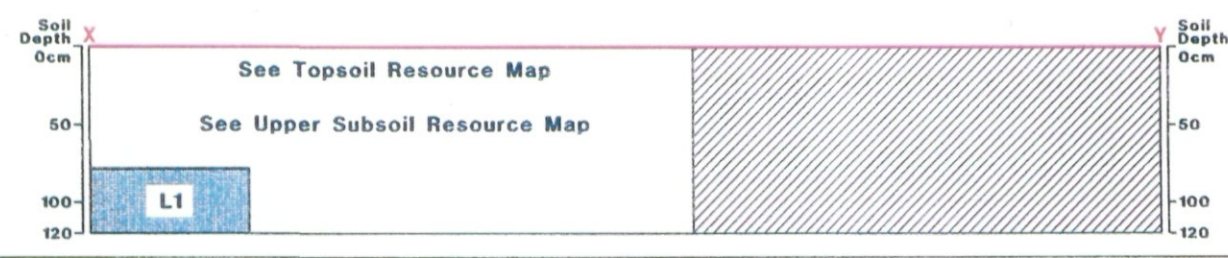 Soil
Depth
X
Y
Soil
Depth
0cm
See Topsoil Resource Map
0cm
50
See Upper Subsoil Resource Map
50
L1
100
100
120
120